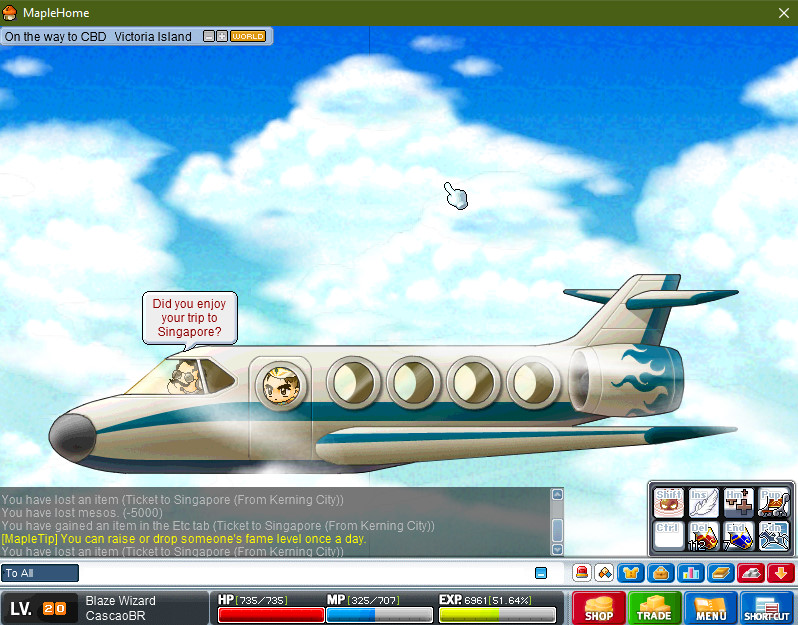 MapleHome
On the way to CBD Victoria Island
WORLD
Did you enjoy
your trip to
Singapore?
You have lost an item (Ticket to Singapore (From Kerning City))
You have lost mesos. (-5000)
You have gained an item in the Etc tab (Ticket to Singapore (From Kerning City))
[MapleTip] You can raise or drop someone's fame level once a day.
You have lost an item (Ticket to Singapore (From Kerning City))
Shift Ins Hm Pup
Ctrl Del End Pdn
To All
LV. 20
Blaze Wizard
CascaoBR
HP [735/735] MP [325/707] EXP. 6961[51.64%]
SHOP TRADE MENU SHORT CUT